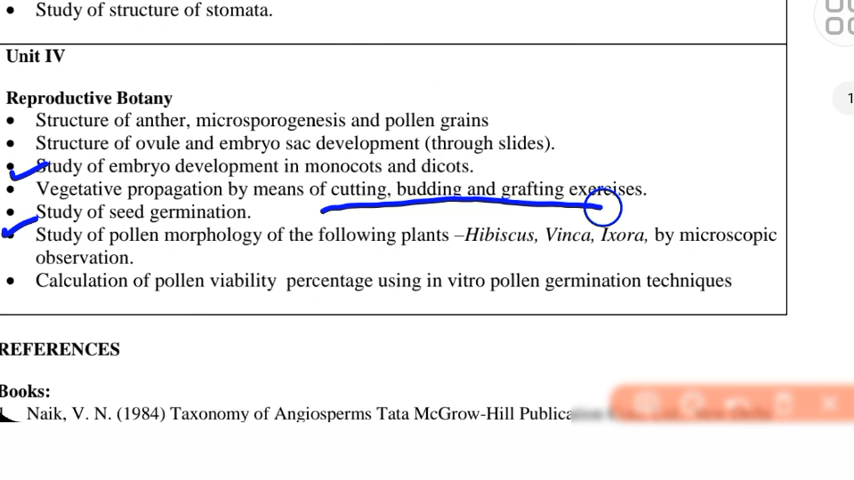 • Study of structure of stomata.
Unit IV
Reproductive Botany
• Structure of anther, microsporogenesis and pollen grains
• Structure of ovule and embryo sac development (through slides).
• Study of embryo development in monocots and dicots.
• Vegetative propagation by means of cutting, budding and grafting exercises.
• Study of seed germination.
• Study of pollen morphology of the following plants –Hibiscus, Vinca, Ixora, by microscopic
observation.
• Calculation of pollen viability percentage using in vitro pollen germination techniques
REFERENCES
Books:
Naik, V. N. (1984) Taxonomy of Angiosperms Tata McGrow-Hill
1